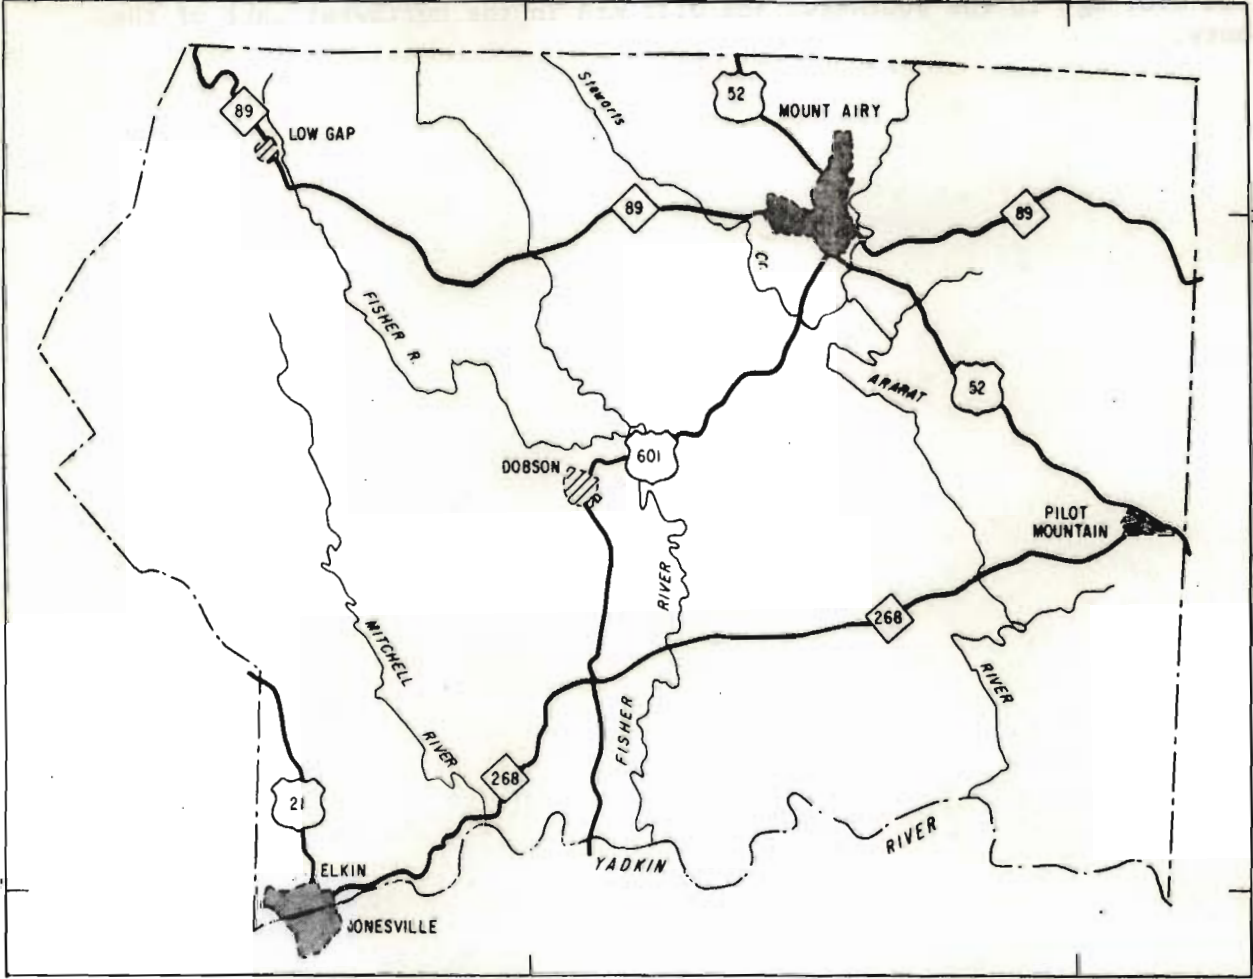 Stewarts
52
MOUNT AIRY
89
LOW GAP
89
89
Cr.
FISHER R.
ARARAT
52
601
DOBSON
R
PILOT
MOUNTAIN
RIVER
268
MITCHELL
RIVER
FISHER
RIVER
268
21
RIVER
YADKIN
ELKIN
JONESVILLE